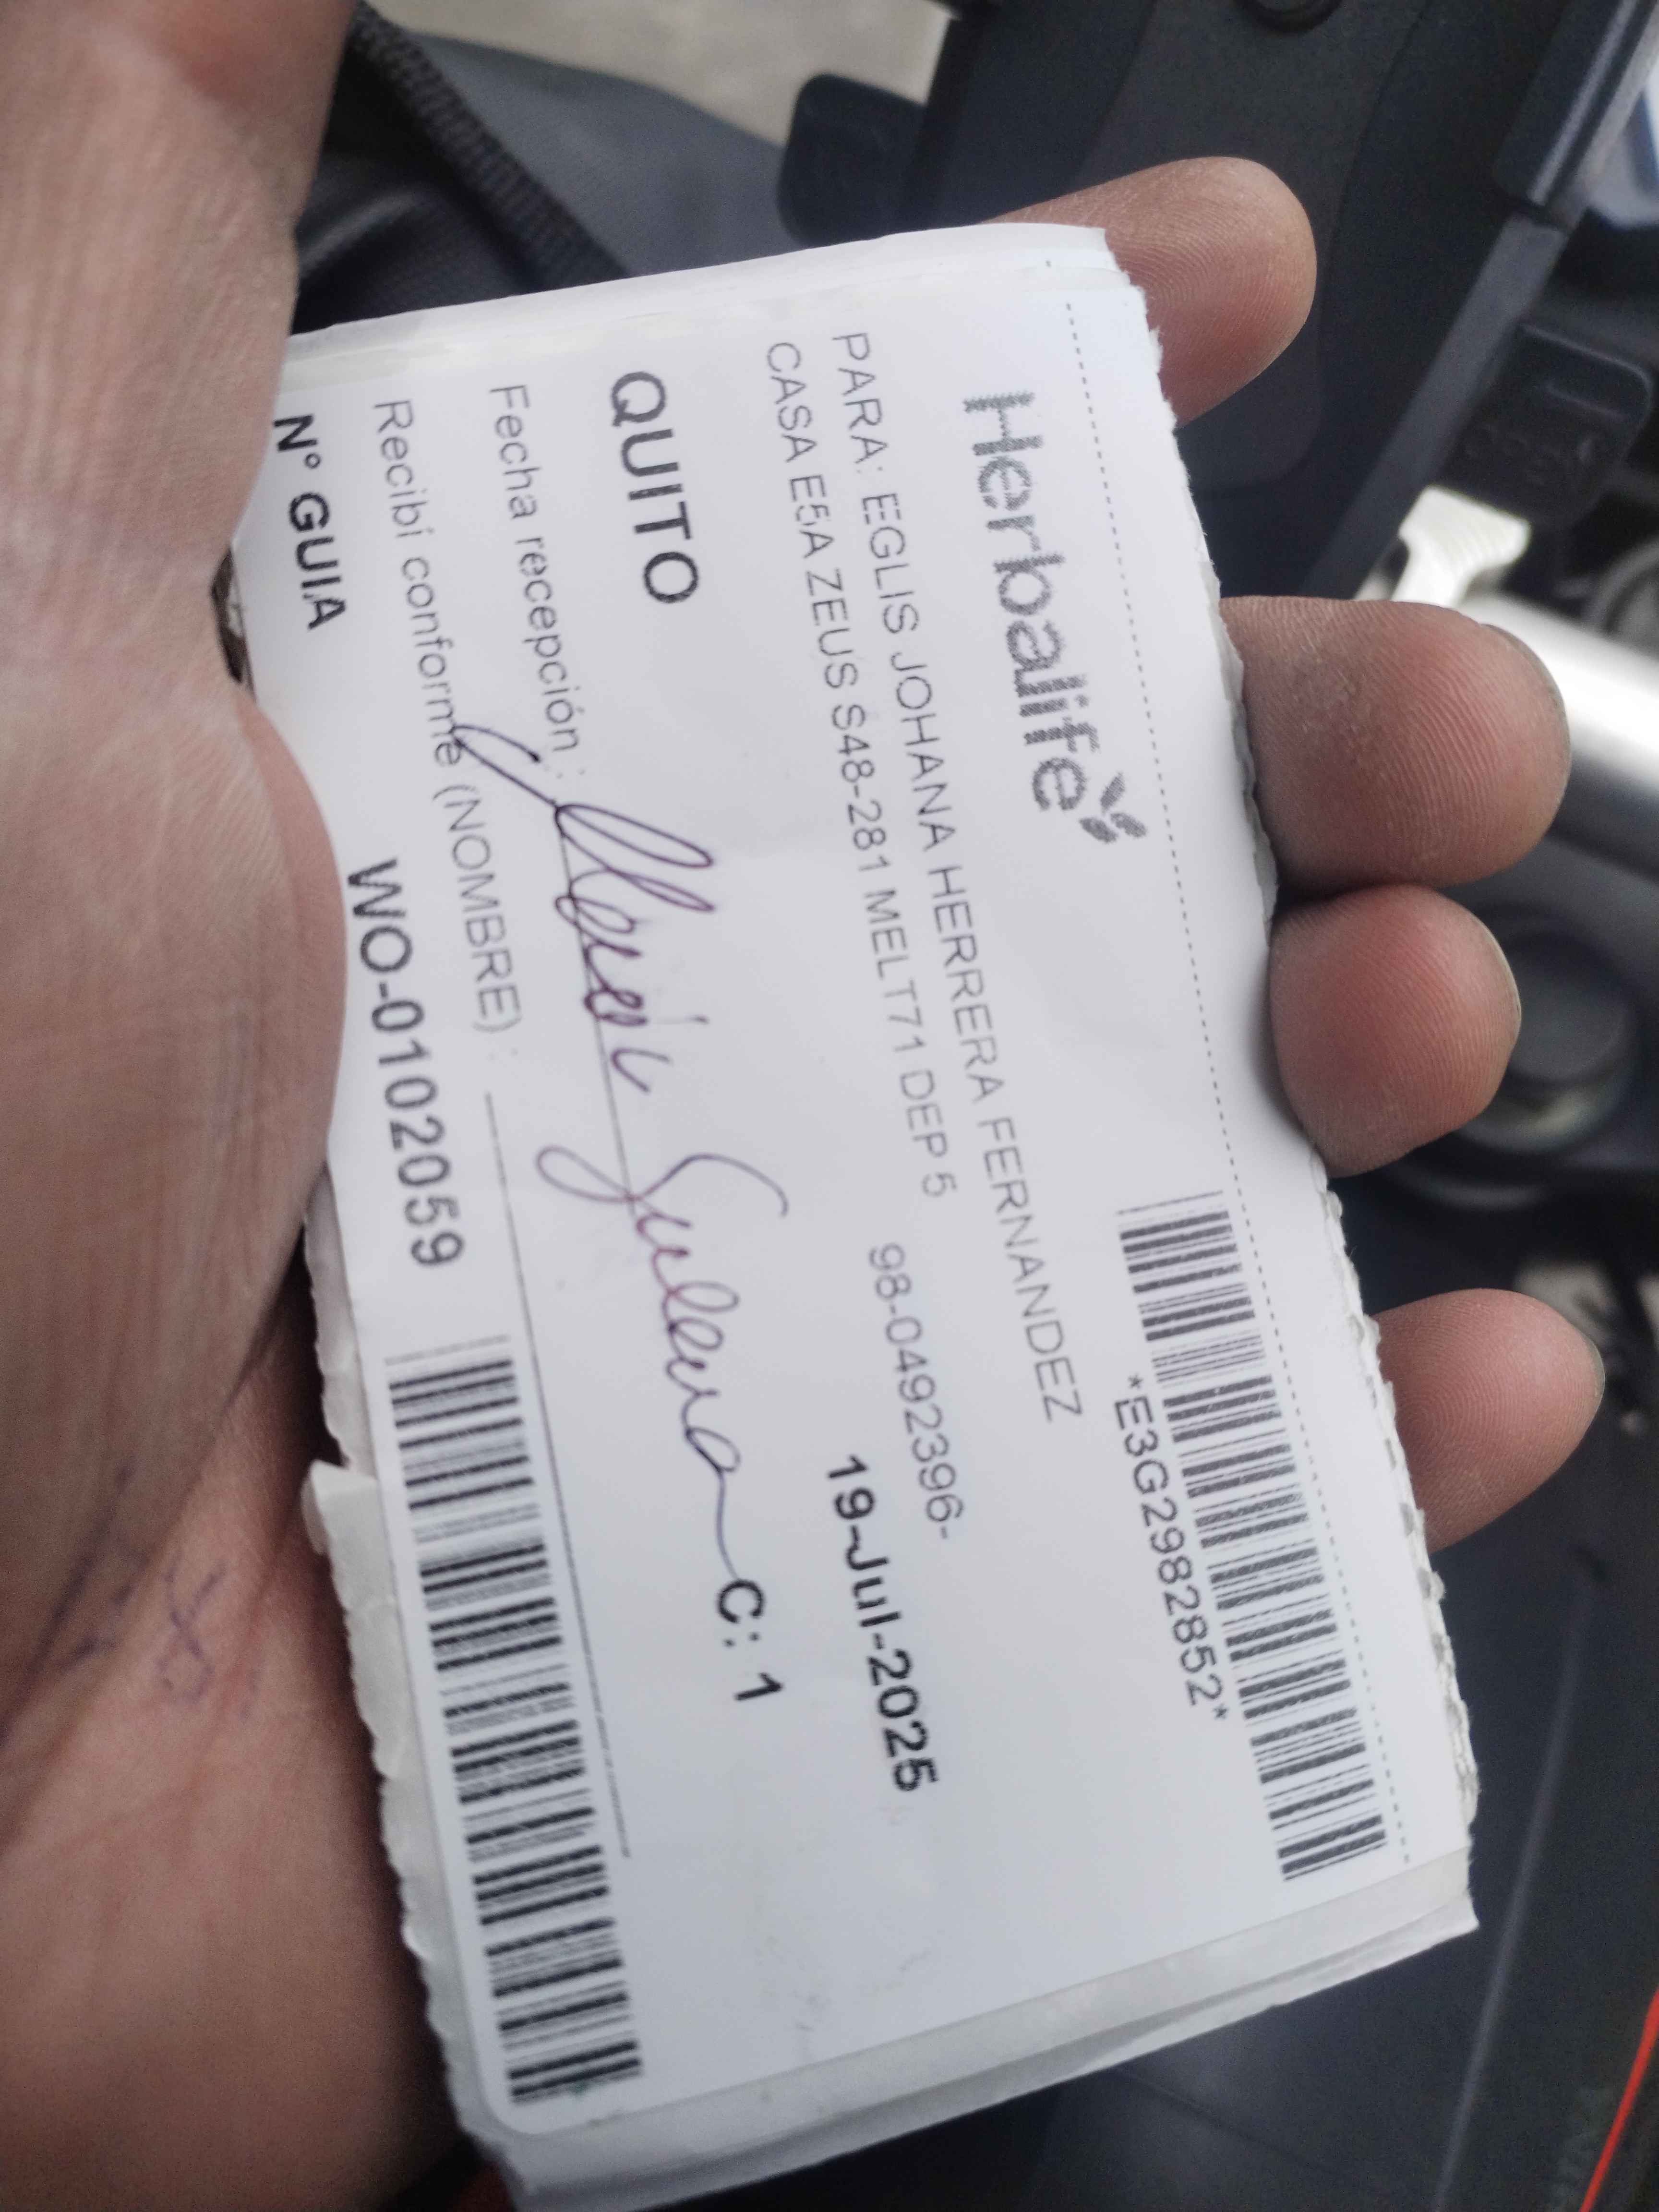 Herbalife
*E3G2982852*
PARA: EGLIS JOHANA HERRERA FERNANDEZ
CASA E5A ZEUS S48-281 MELT71 DEP 5 98-0492396-
QUITO 19-Jul-2025
Fecha recepción : C: 1
Recibí conforme (NOMBRE) :
N° GUIA WO-0102059